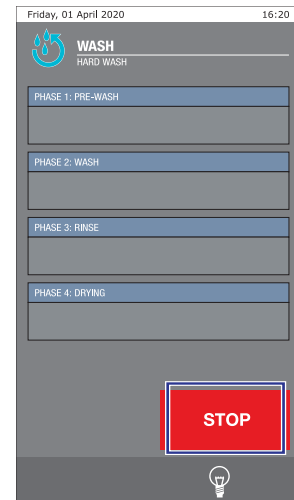 Friday, 01 April 2020 16:20
WASH
HARD WASH
PHASE 1: PRE-WASH
PHASE 2: WASH
PHASE 3: RINSE
PHASE 4: DRYING
STOP